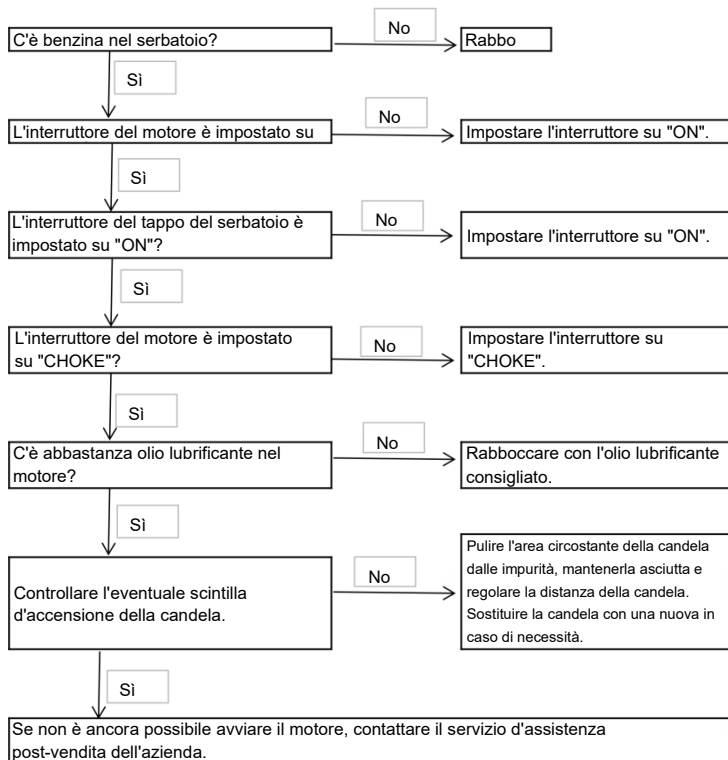 C'è benzina nel serbatoio?
No
Rabbo
Sì
L'interruttore del motore è impostato su
No
Impostare l'interruttore su "ON".
Sì
L'interruttore del tappo del serbatoio è
impostato su "ON"?
No
Impostare l'interruttore su "ON".
Sì
L'interruttore del motore è impostato
su "CHOKE"?
No
Impostare l'interruttore su
"CHOKE".
Sì
C'è abbastanza olio lubrificante nel
motore?
No
Rabboccare con l'olio lubrificante
consigliato.
Sì
Controllare l'eventuale scintilla
d'accensione della candela.
No
Pulire l'area circostante della candela
dalle impurità, mantenerla asciutta e
regolare la distanza della candela.
Sostituire la candela con una nuova in
caso di necessità.
Sì
Se non è ancora possibile avviare il motore, contattare il servizio d'assistenza
post-vendita dell'azienda.